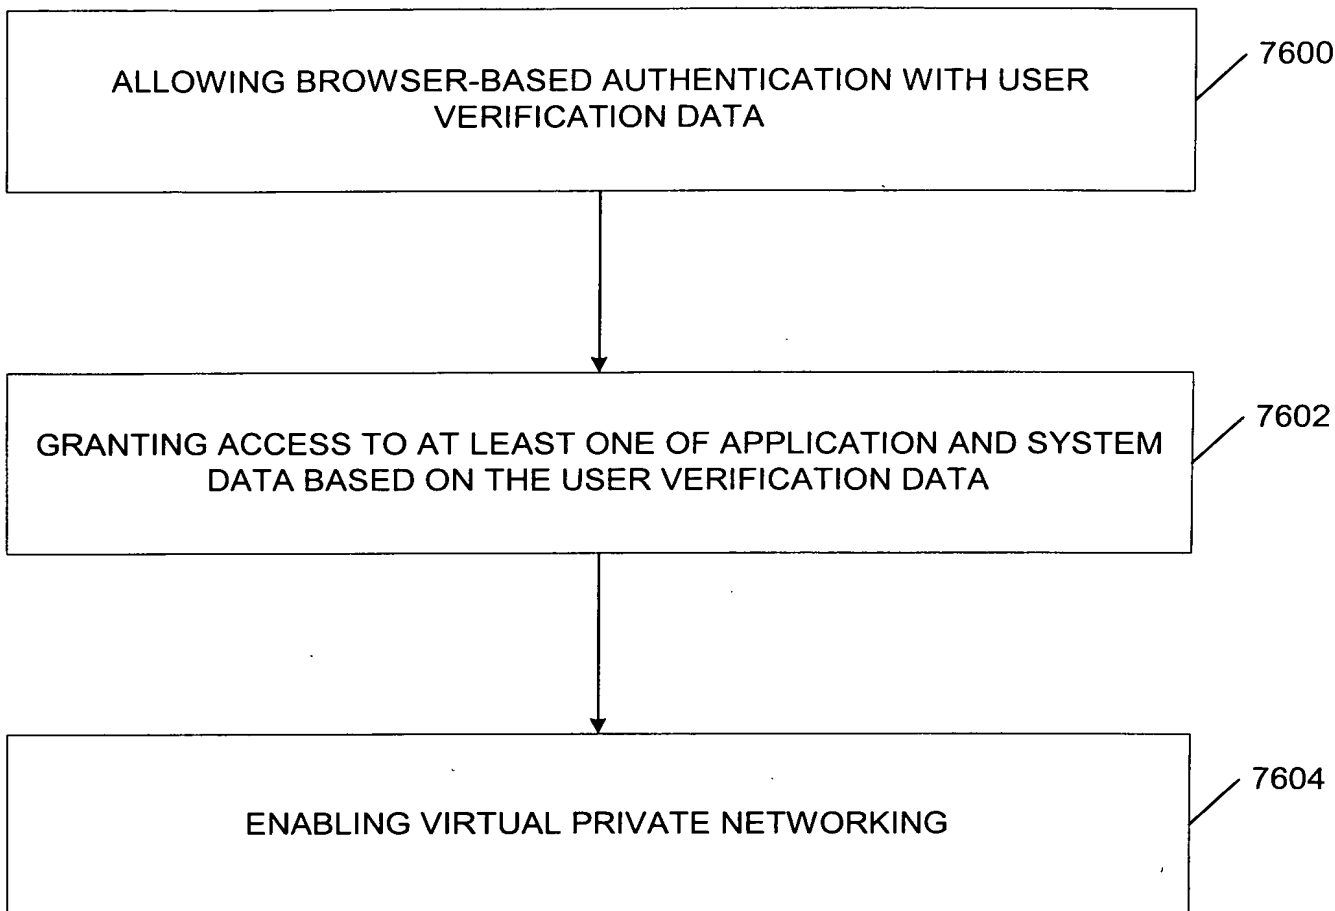 7600
ALLOWING BROWSER-BASED AUTHENTICATION WITH USER
VERIFICATION DATA
7602
GRANTING ACCESS TO AT LEAST ONE OF APPLICATION AND SYSTEM
DATA BASED ON THE USER VERIFICATION DATA
7604
ENABLING VIRTUAL PRIVATE NETWORKING